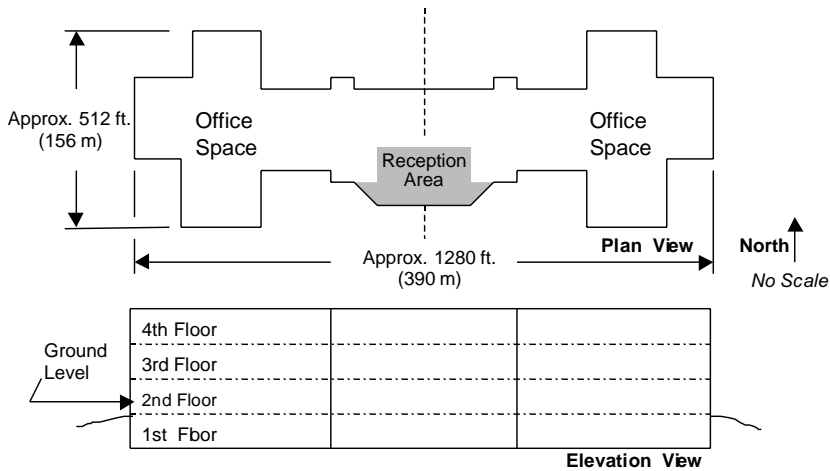 Approx. 512 ft.
(156 m)
Office
Space
Office
Space
Reception
Area
Plan View
North
Approx. 1280 ft.
(390 m)
No Scale
4th Floor
Ground
Level
3rd Floor
2nd Floor
1st Floor
Elevation View